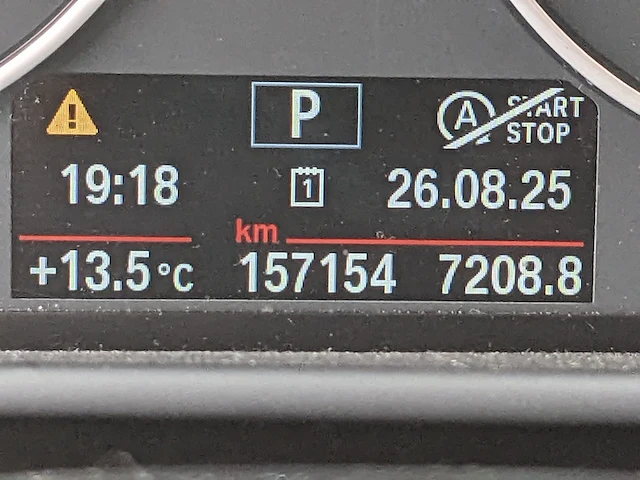 P
A START
STOP
19:18 1 26.08.25
km
+13.5°C 157154 7208.8